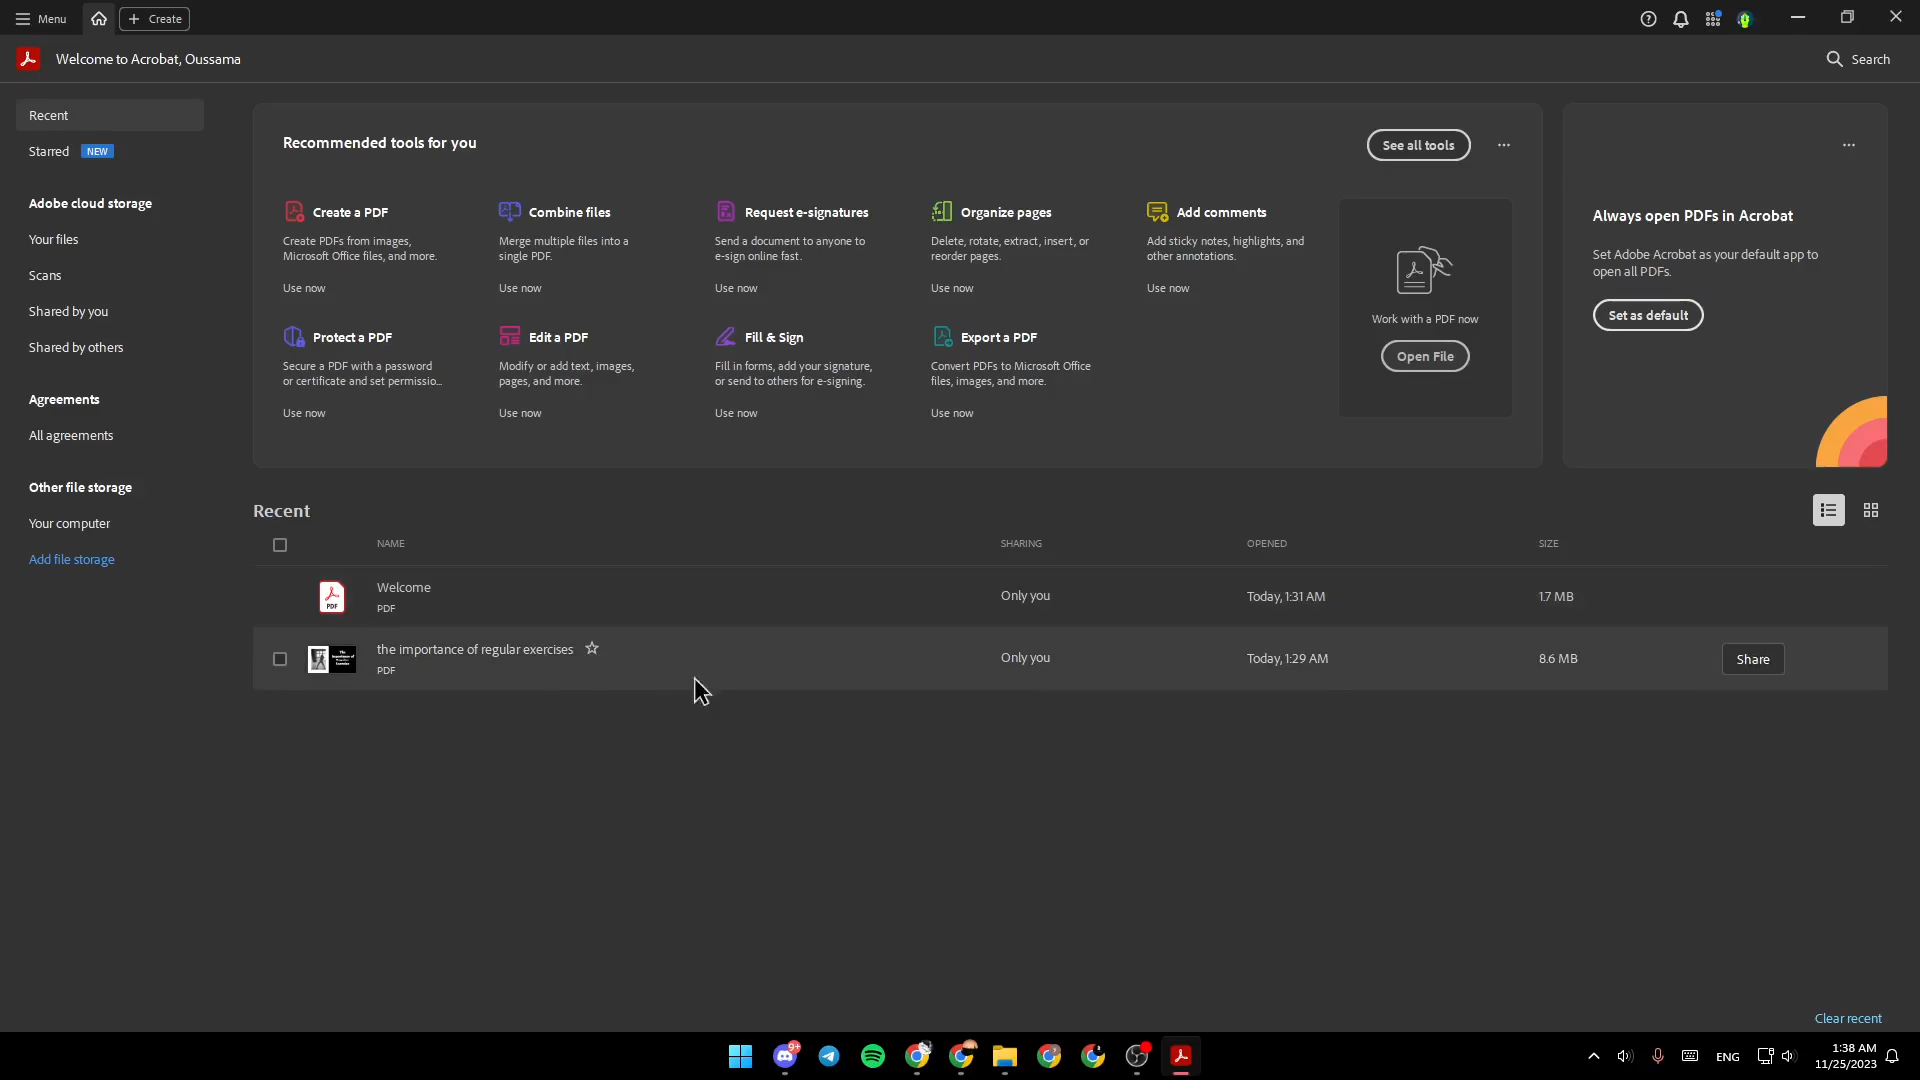 Menu
Create
Welcome to Acrobat, Oussama
Search
Recent
Starred NEW
Adobe cloud storage
Your files
Scans
Shared by you
Shared by others
Agreements
All agreements
Other file storage
Your computer
Add file storage
Recommended tools for you
See all tools
Create a PDF
Create PDFs from images,
Microsoft Office files, and more.
Use now
Combine files
Merge multiple files into a
single PDF.
Use now
Request e-signatures
Send a document to anyone to
e-sign online fast.
Use now
Organize pages
Delete, rotate, extract, insert, or
reorder pages.
Use now
Add comments
Add sticky notes, highlights, and
other annotations.
Use now
Protect a PDF
Secure a PDF with a password
or certificate and set permissio...
Use now
Edit a PDF
Modify or add text, images,
pages, and more.
Use now
Fill & Sign
Fill in forms, add your signature,
or send to others for e-signing.
Use now
Export a PDF
Convert PDFs to Microsoft Office
files, images, and more.
Use now
Work with a PDF now
Open File
Always open PDFs in Acrobat
Set Adobe Acrobat as your default app to
open all PDFs.
Set as default
Recent
NAME SHARING OPENED SIZE
PDF
Welcome
PDF
Only you
Today, 1:31 AM
1.7 MB
the importance of regular exercises
PDF
Only you
Today, 1:29 AM
8.6 MB
Share
Clear recent
9+
ENG
1:38 AM
11/25/2023